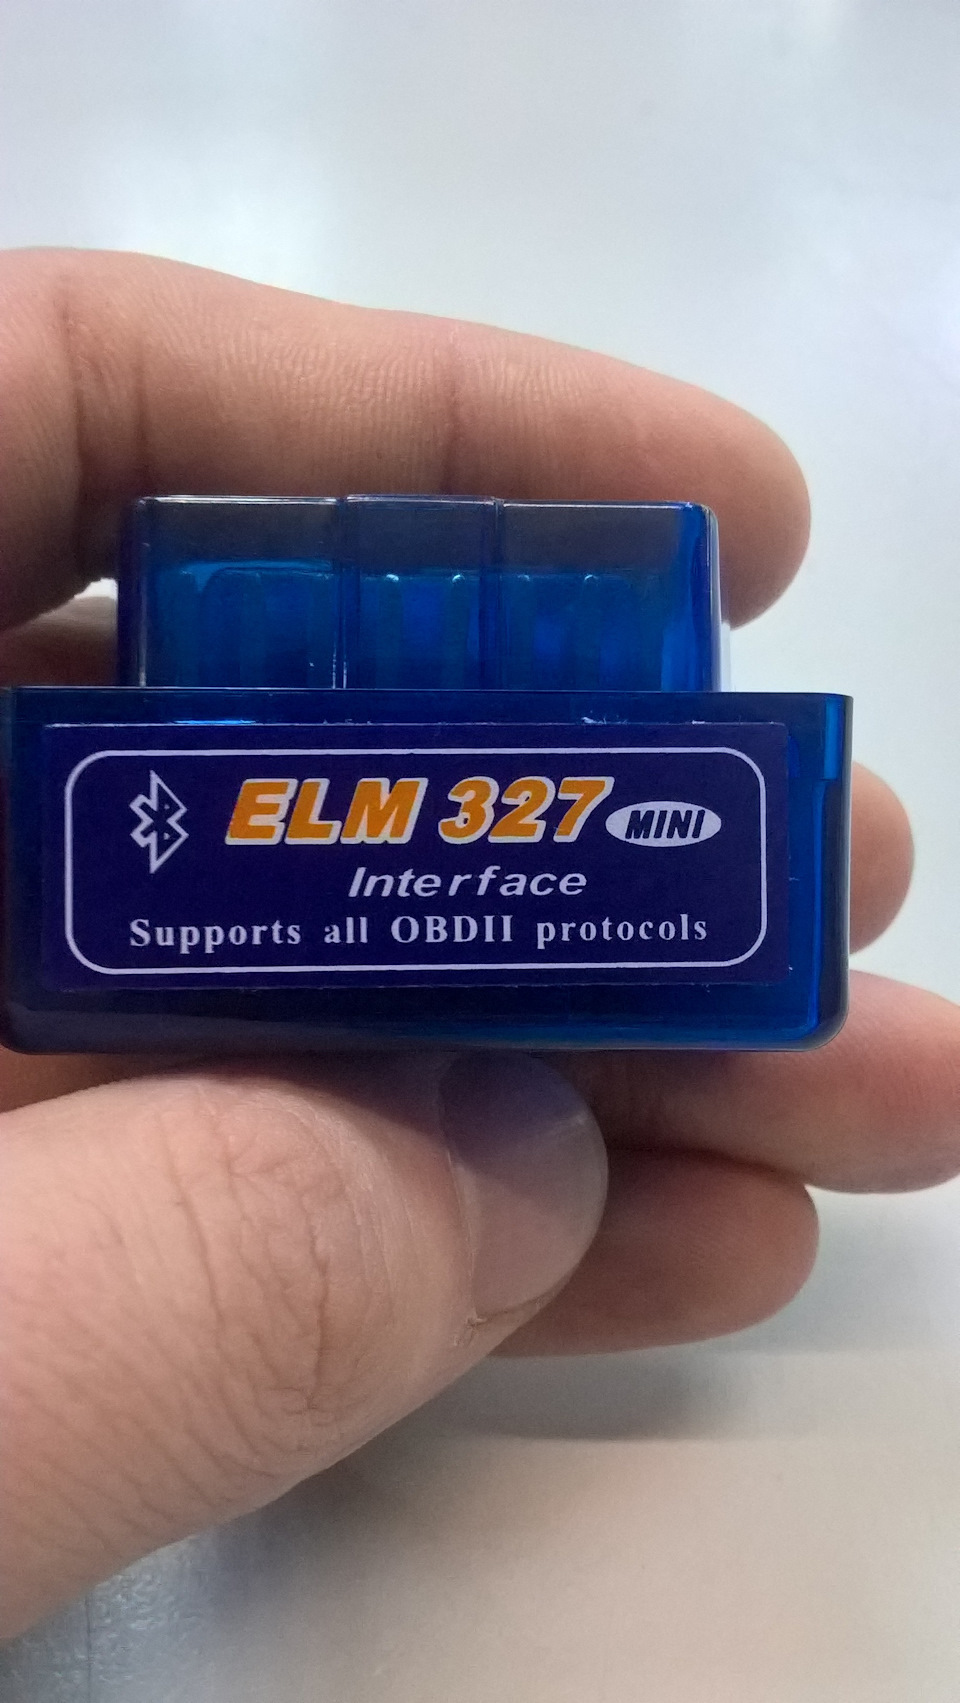 ELM 327 MINI
Interface
Supports all OBDII protocols